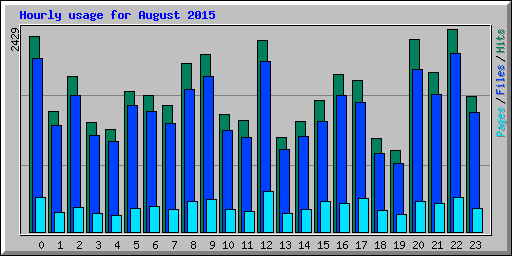 Hourly usage for August 2015
2429
Pages/Files/Hits
0 1 2 3 4 5 6 7 8 9 10 11 12 13 14 15 16 17 18 19 20 21 22 23